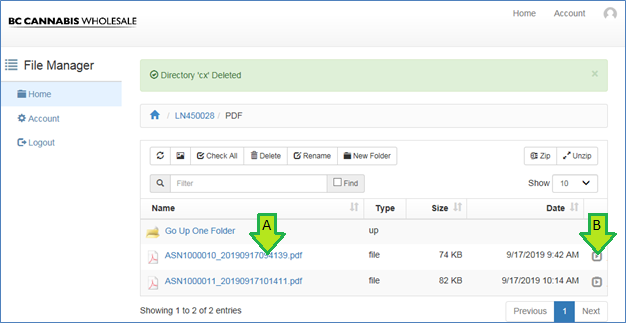 BC CANNABIS WHOLESALE
Home Account
File Manager
Home
Account
Logout
Directory 'cx' Deleted ×
/ LN450028 / PDF
Check All Delete Rename New Folder Zip Unzip
Filter Find Show 10
Name Type Size Date
A B
Go Up One Folder up
ASN1000010_20190917094139.pdf file 74 KB 9/17/2019 9:42 AM
ASN1000011_20190917101411.pdf file 82 KB 9/17/2019 10:14 AM
Showing 1 to 2 of 2 entries
Previous 1 Next